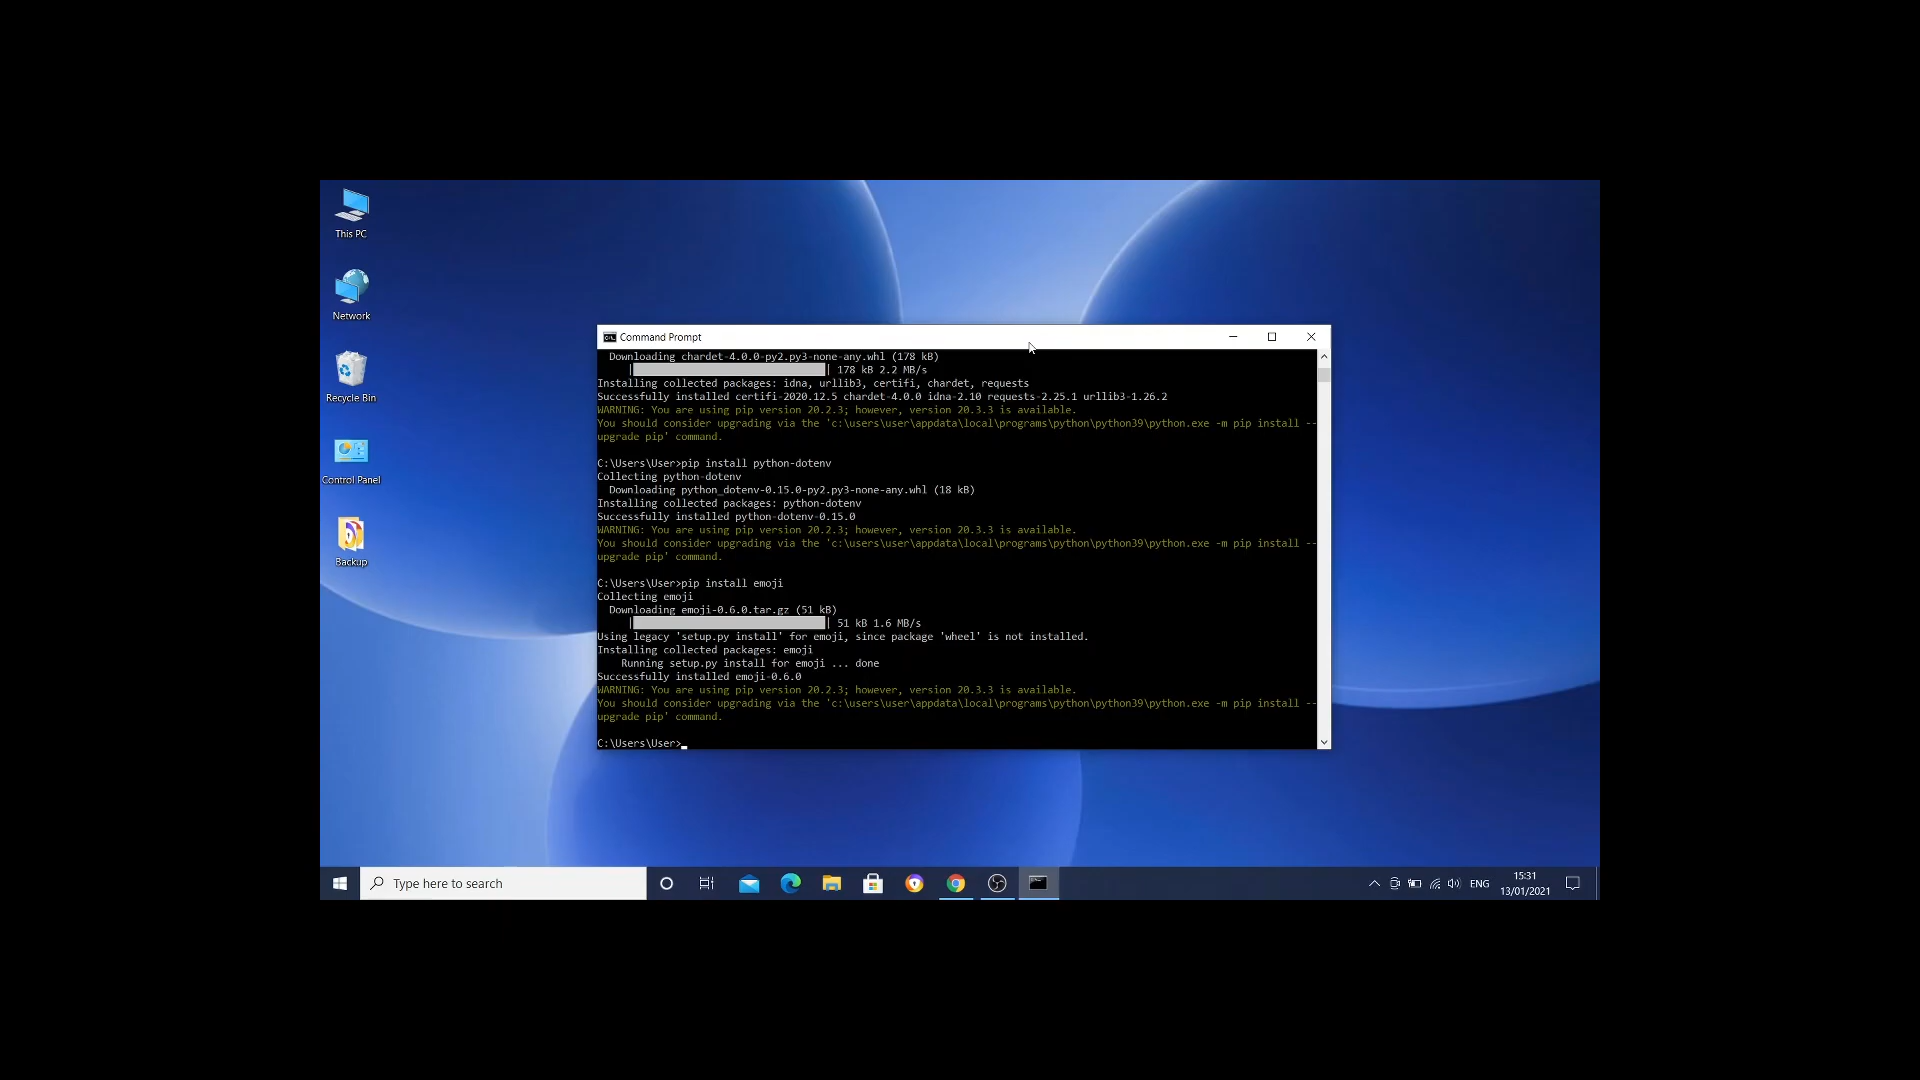 This PC
Network
Recycle Bin
Control Panel
Backup
Command Prompt
Downloading chardet-4.0.0-py2.py3-none-any.whl (178 kB)
|████████████████████████████████| 178 kB 2.2 MB/s
Installing collected packages: idna, urllib3, certifi, chardet, requests
Successfully installed certifi-2020.12.5 chardet-4.0.0 idna-2.10 requests-2.25.1 urllib3-1.26.2
WARNING: You are using pip version 20.2.3; however, version 20.3.3 is available.
You should consider upgrading via the 'c:\users\user\appdata\local\programs\python\python39\python.exe -m pip install --
upgrade pip' command.
C:\Users\User>pip install python-dotenv
Collecting python-dotenv
Downloading python_dotenv-0.15.0-py2.py3-none-any.whl (18 kB)
Installing collected packages: python-dotenv
Successfully installed python-dotenv-0.15.0
WARNING: You are using pip version 20.2.3; however, version 20.3.3 is available.
You should consider upgrading via the 'c:\users\user\appdata\local\programs\python\python39\python.exe -m pip install --
upgrade pip' command.
C:\Users\User>pip install emoji
Collecting emoji
Downloading emoji-0.6.0.tar.gz (51 kB)
|████████████████████████████████| 51 kB 1.6 MB/s
Using legacy 'setup.py install' for emoji, since package 'wheel' is not installed.
Installing collected packages: emoji
Running setup.py install for emoji ... done
Successfully installed emoji-0.6.0
WARNING: You are using pip version 20.2.3; however, version 20.3.3 is available.
You should consider upgrading via the 'c:\users\user\appdata\local\programs\python\python39\python.exe -m pip install --
upgrade pip' command.
C:\Users\User>
Type here to search
ENG
15:31
13/01/2021